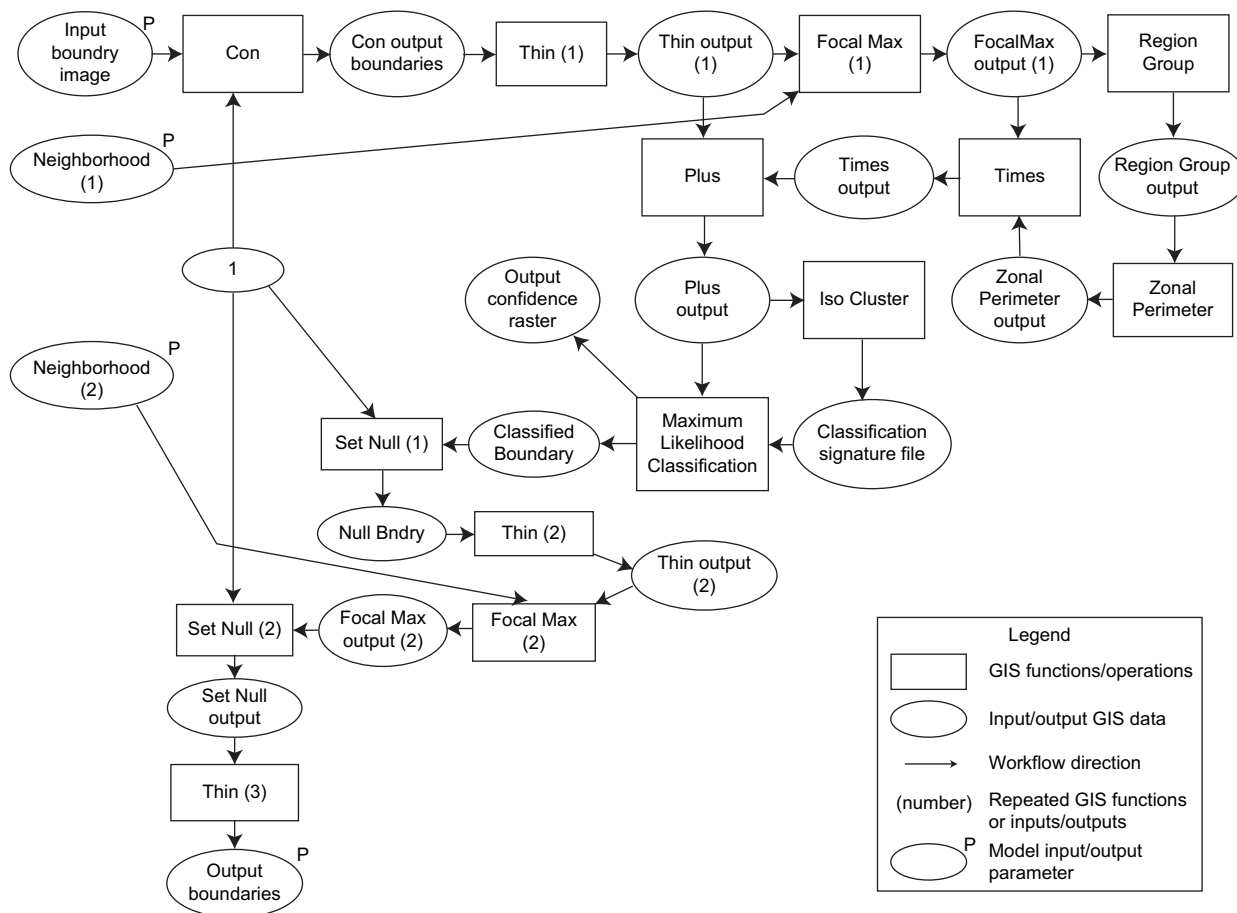 P
Input
boundry
image
Con
Con output
boundaries
Thin (1)
Thin output
(1)
Focal Max
(1)
FocalMax
output (1)
Region
Group
P
Neighborhood
(1)
Plus
Times
output
Times
Region Group
output
1
Output
confidence
raster
Plus
output
Iso Cluster
Zonal
Perimeter
output
Zonal
Perimeter
P
Neighborhood
(2)
Set Null (1)
Classified
Boundary
Maximum
Likelihood
Classification
Classification
signature file
Null Bndry
Thin (2)
Thin output
(2)
Set Null (2)
Focal Max
output (2)
Focal Max
(2)
Set Null
output
Thin (3)
P
Output
boundaries
Legend
GIS functions/operations
Input/output GIS data
Workflow direction
(number)
Repeated GIS functions
or inputs/outputs
P
Model input/output
parameter